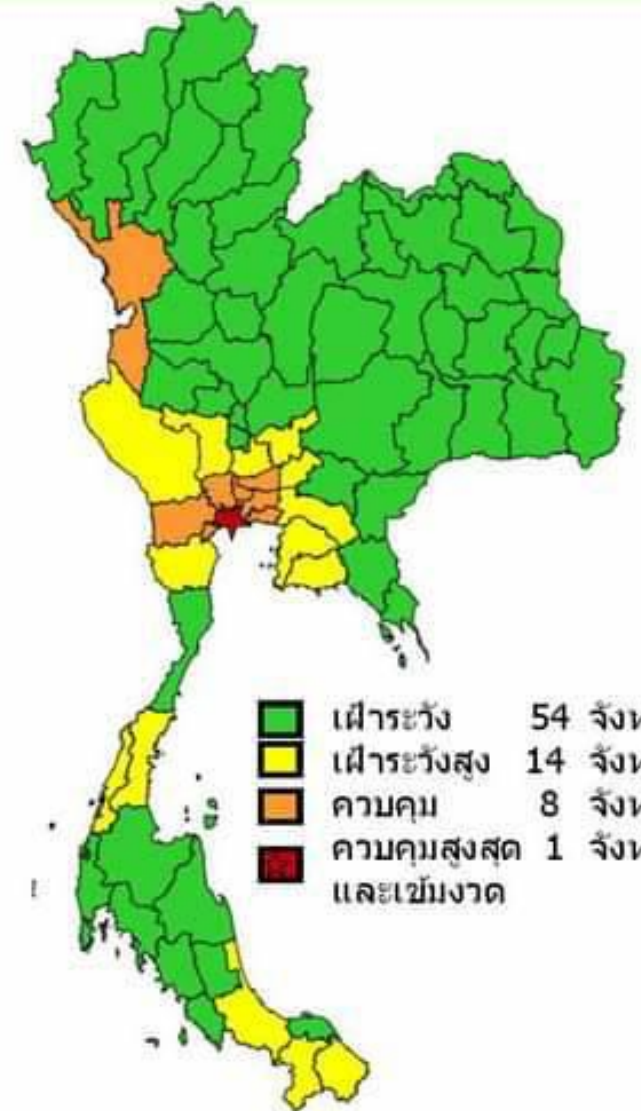 เฝ้าระวัง 54 จังห
เฝ้าระวังสูง 14 จังห
ควบคุม 8 จังห
ควบคุมสูงสุด 1 จังห
และเข้มงวด